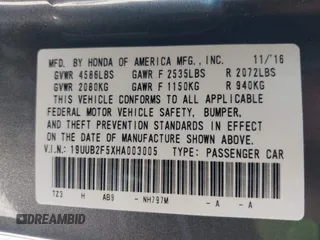 MFD. BY HONDA OF AMERICA MFG., INC. 11/'16
GVWR 4586LBS GAWR F 2535LBS R 2072LBS
GVWR 2080KG GAWR F 1150KG R 940KG
THIS VEHICLE CONFORMS TO ALL APPLICABLE
FEDERAL MOTOR VEHICLE SAFETY, BUMPER,
AND THEFT PREVENTION STANDARDS IN EFFECT
ON THE DATE OF MANUFACTURE SHOWN ABOVE.
V.I.N.: 19UUB2F5XHA003005 TYPE: PASSENGER CAR
TZ3 H AB9 - NH797M - A - A
DREAMBID